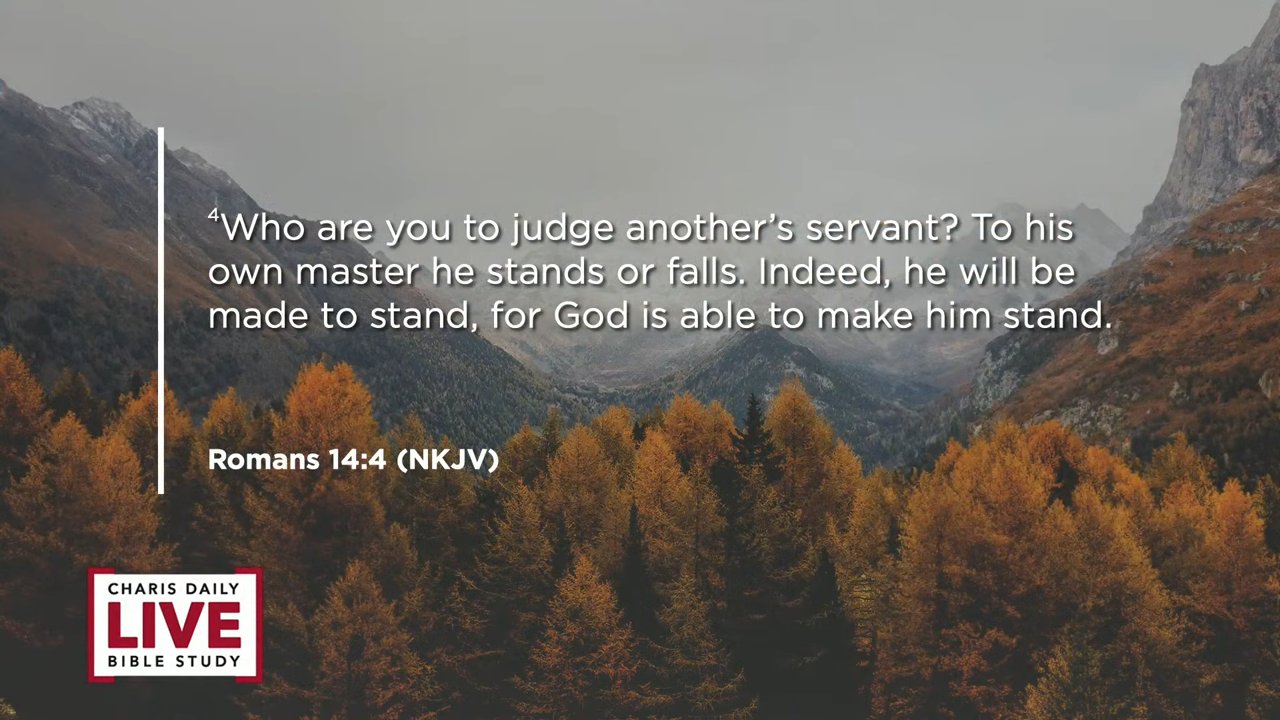 ⁴Who are you to judge another’s servant? To his
own master he stands or falls. Indeed, he will be
made to stand, for God is able to make him stand.
Romans 14:4 (NKJV)
CHARIS DAILY
LIVE
BIBLE STUDY